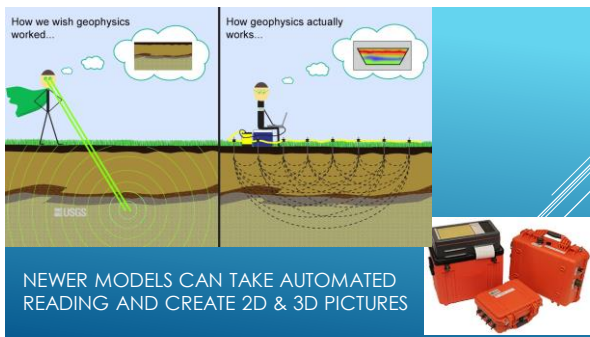 How we wish geophysics
worked...
How geophysics actually
works...
USGS
NEWER MODELS CAN TAKE AUTOMATED
READING AND CREATE 2D & 3D PICTURES